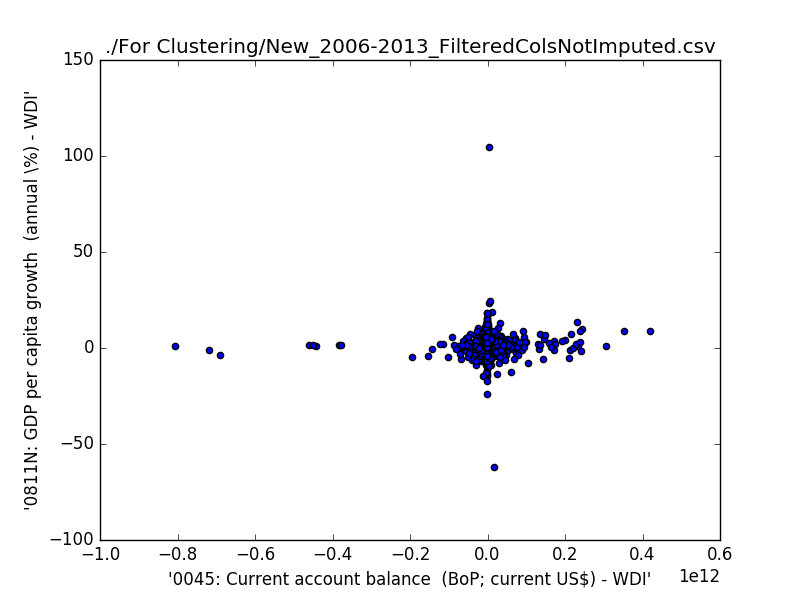 ./For Clustering/New_2006-2013_FilteredColsNotImputed.csv
150
100
50
0
−50
−100
−1.0 −0.8 −0.6 −0.4 −0.2 0.0 0.2 0.4 0.6
1e12
'0045: Current account balance  (BoP; current US$) - WDI'
'0811N: GDP per capita growth  (annual \%) - WDI'